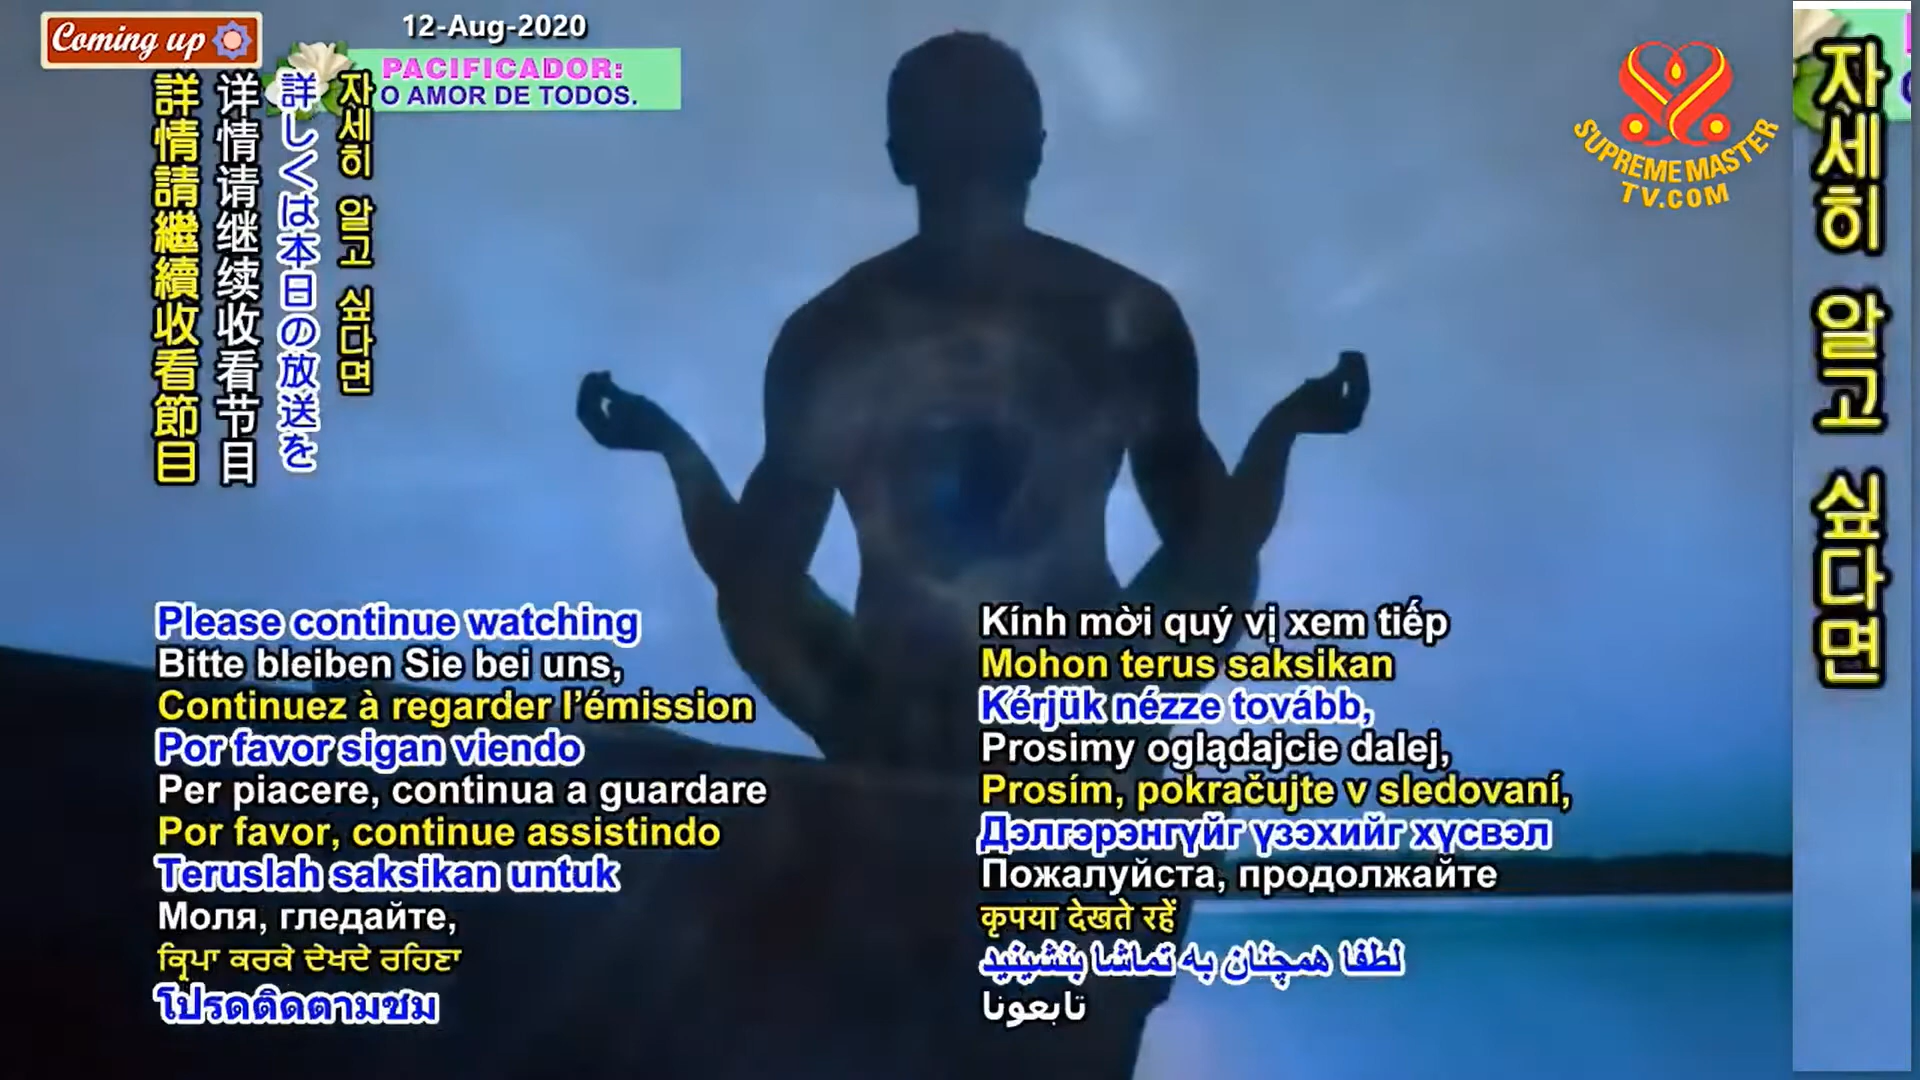 Coming up
12-Aug-2020
PACIFICADOR:
O AMOR DE TODOS.
SUPREME MASTER
TV.COM
詳情請繼續收看節目
详情请继续收看节目
詳しくは本日の放送を
자세히 알고 싶다면
Please continue watching
Bitte bleiben Sie bei uns,
Continuez à regarder l’émission
Por favor sigan viendo
Per piacere, continua a guardare
Por favor, continue assistindo
Teruslah saksikan untuk
Моля, гледайте,
ਕ੍ਰਿਪਾ ਕਰਕੇ ਦੇਖਦੇ ਰਹਿਣਾ
โปรดติดตามชม
Kính mời quý vị xem tiếp
Mohon terus saksikan
Kérjük nézze tovább,
Prosimy oglądajcie dalej,
Prosím, pokračujte v sledovaní,
Дэлгэрэнгүйг үзэхийг хүсвэл
Пожалуйста, продолжайте
कृपया देखते रहें
لطفا همچنان به تماشا بنشینید
تابعونا
자세히 알고 싶다면